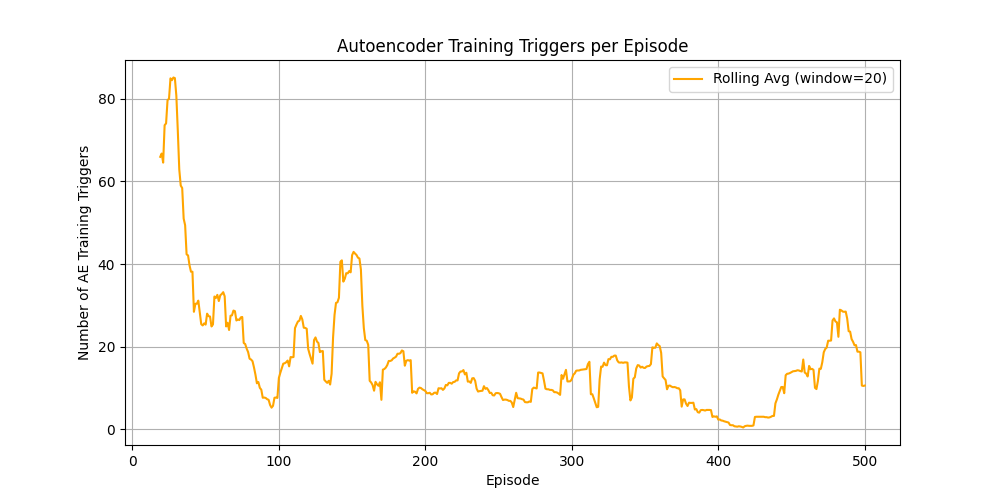 Autoencoder Training Triggers per Episode
Rolling Avg (window=20)
Number of AE Training Triggers
80
60
40
20
0
0 100 200 300 400 500
Episode